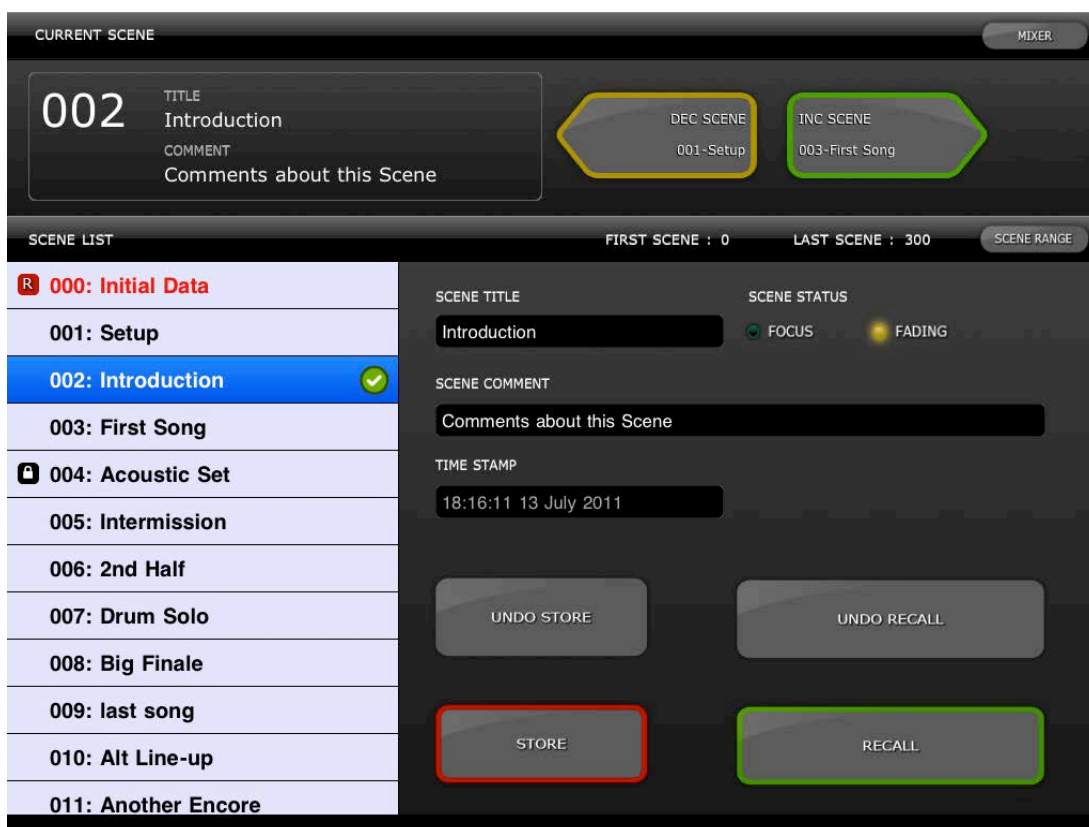 CURRENT SCENE
MIXER
002
TITLE
Introduction
COMMENT
Comments about this Scene
DEC SCENE
001-Setup
INC SCENE
003-First Song
SCENE LIST
FIRST SCENE : 0
LAST SCENE : 300
SCENE RANGE
R 000: Initial Data
001: Setup
002: Introduction
003: First Song
004: Acoustic Set
005: Intermission
006: 2nd Half
007: Drum Solo
008: Big Finale
009: last song
010: Alt Line-up
011: Another Encore
SCENE TITLE
Introduction
SCENE STATUS
FOCUS
FADING
SCENE COMMENT
Comments about this Scene
TIME STAMP
18:16:11 13 July 2011
UNDO STORE
UNDO RECALL
STORE
RECALL